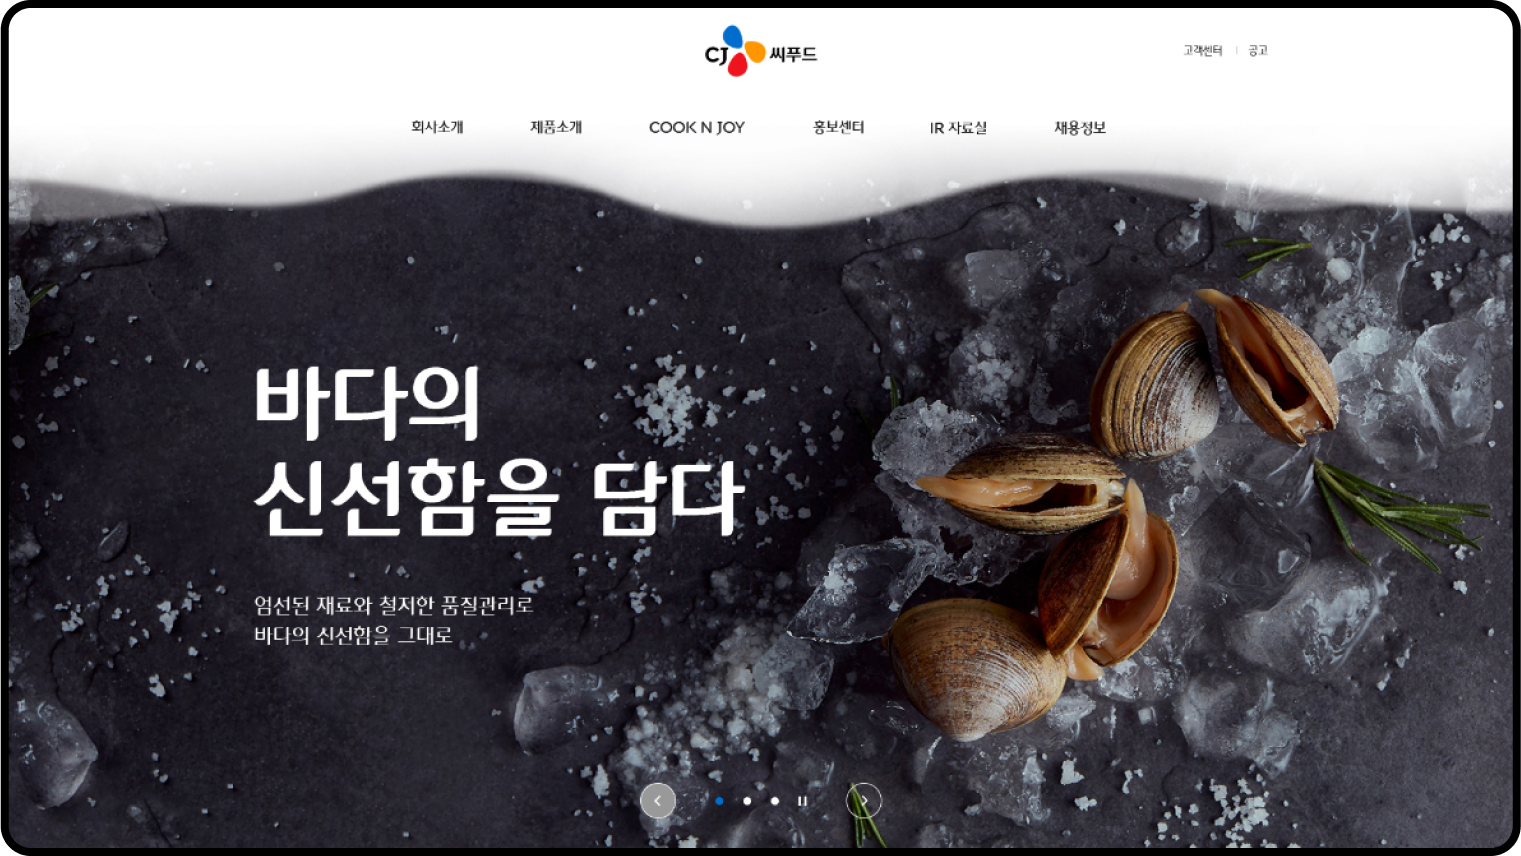 CJ 씨푸드
고객센터 | 공고
회사소개 제품소개 COOK N JOY 홍보센터 IR 자료실 채용정보
바다의
신선함을 담다
엄선된 재료와 철저한 품질관리로
바다의 신선함을 그대로